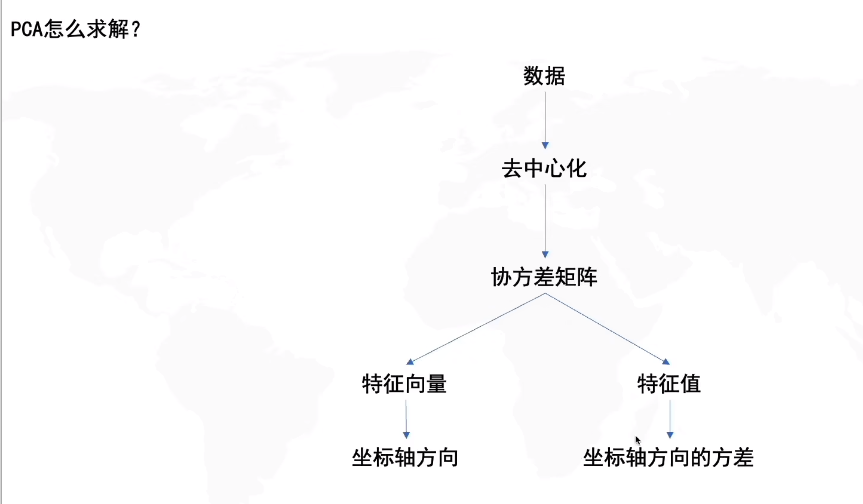 PCA怎么求解？
数据
去中心化
协方差矩阵
特征向量
特征值
坐标轴方向
坐标轴方向的方差